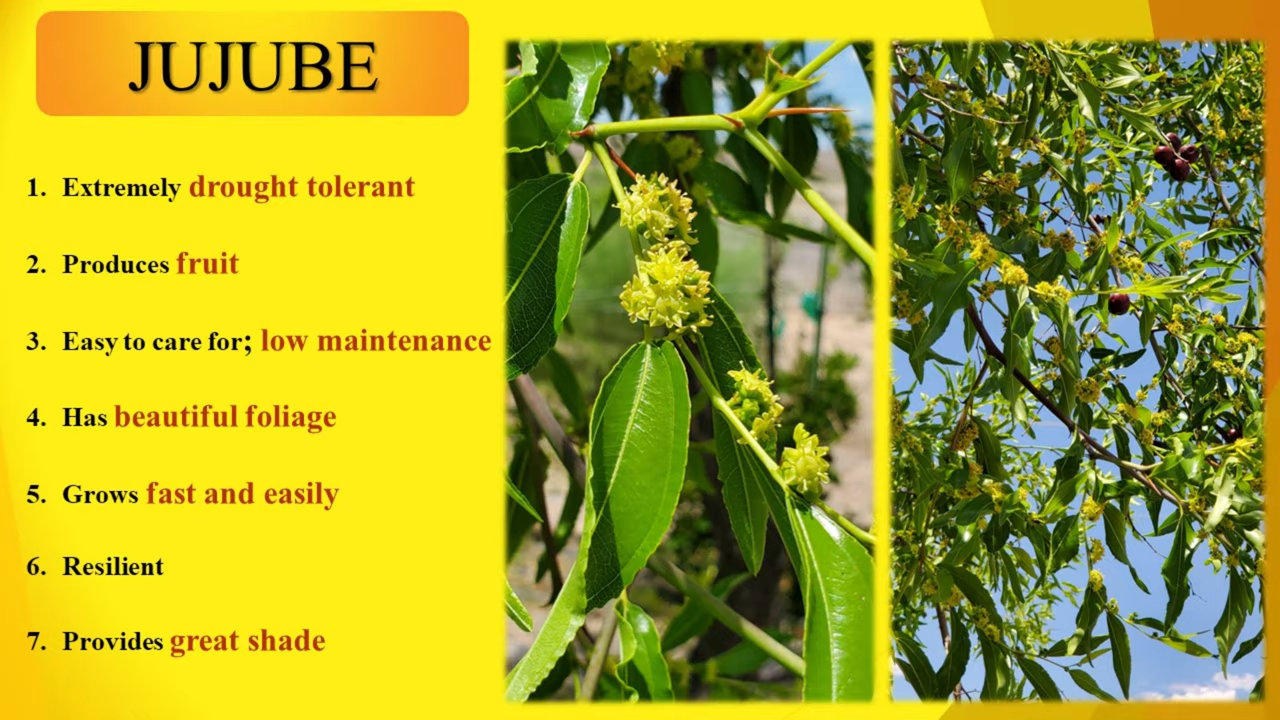 JUJUBE
1. Extremely drought tolerant
2. Produces fruit
3. Easy to care for; low maintenance
4. Has beautiful foliage
5. Grows fast and easily
6. Resilient
7. Provides great shade